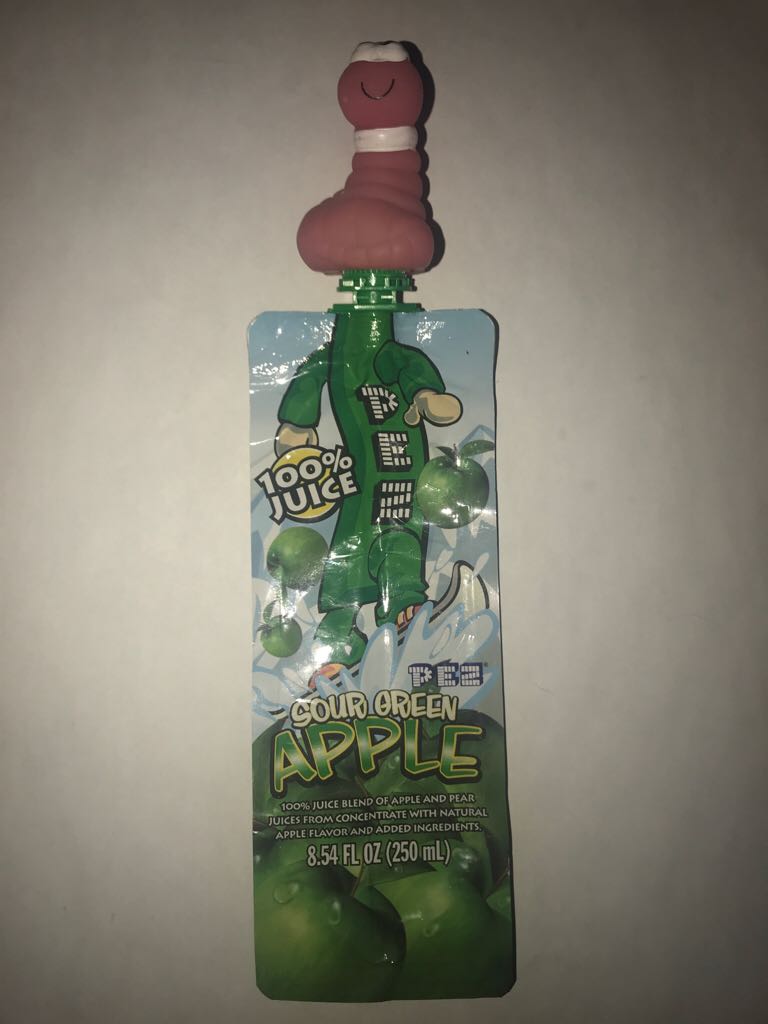 PEZ
100%
JUICE
PEZ®
SOUR GREEN
APPLE
100% JUICE BLEND OF APPLE AND PEAR
JUICES FROM CONCENTRATE WITH NATURAL
APPLE FLAVOR AND ADDED INGREDIENTS.
8.54 FL OZ (250 mL)